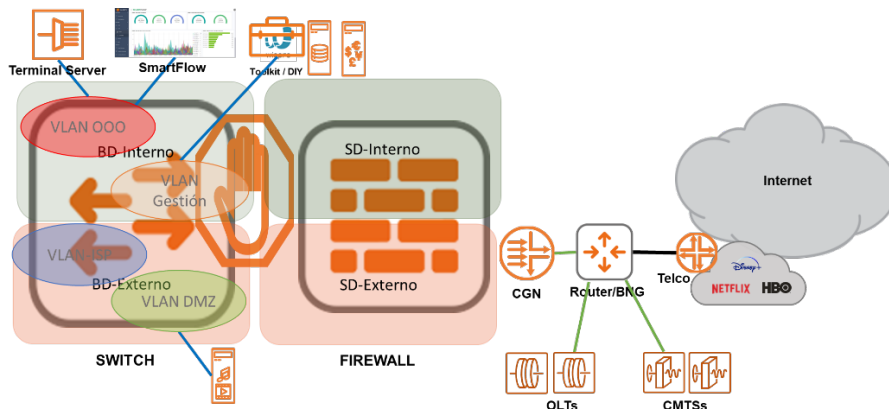 Terminal Server
SmartFlow
Toolkit / DIY
VLAN OOO
BD-Interno
VLAN
Gestión
VLAN-ISP
BD-Externo
VLAN DMZ
SWITCH
SD-Interno
SD-Externo
FIREWALL
CGN
Router/BNG
Telco
Internet
Disney+
NETFLIX
HBO
OLTs
CMTSs